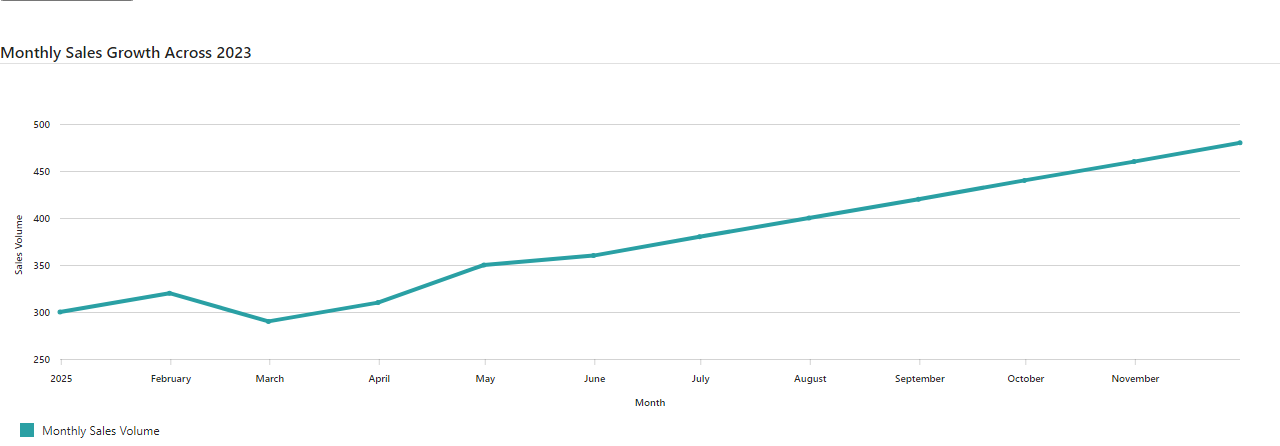 Monthly Sales Growth Across 2023
500
450
400
350
300
250
Sales Volume
2025 February March April May June July August September October November
Month
Monthly Sales Volume